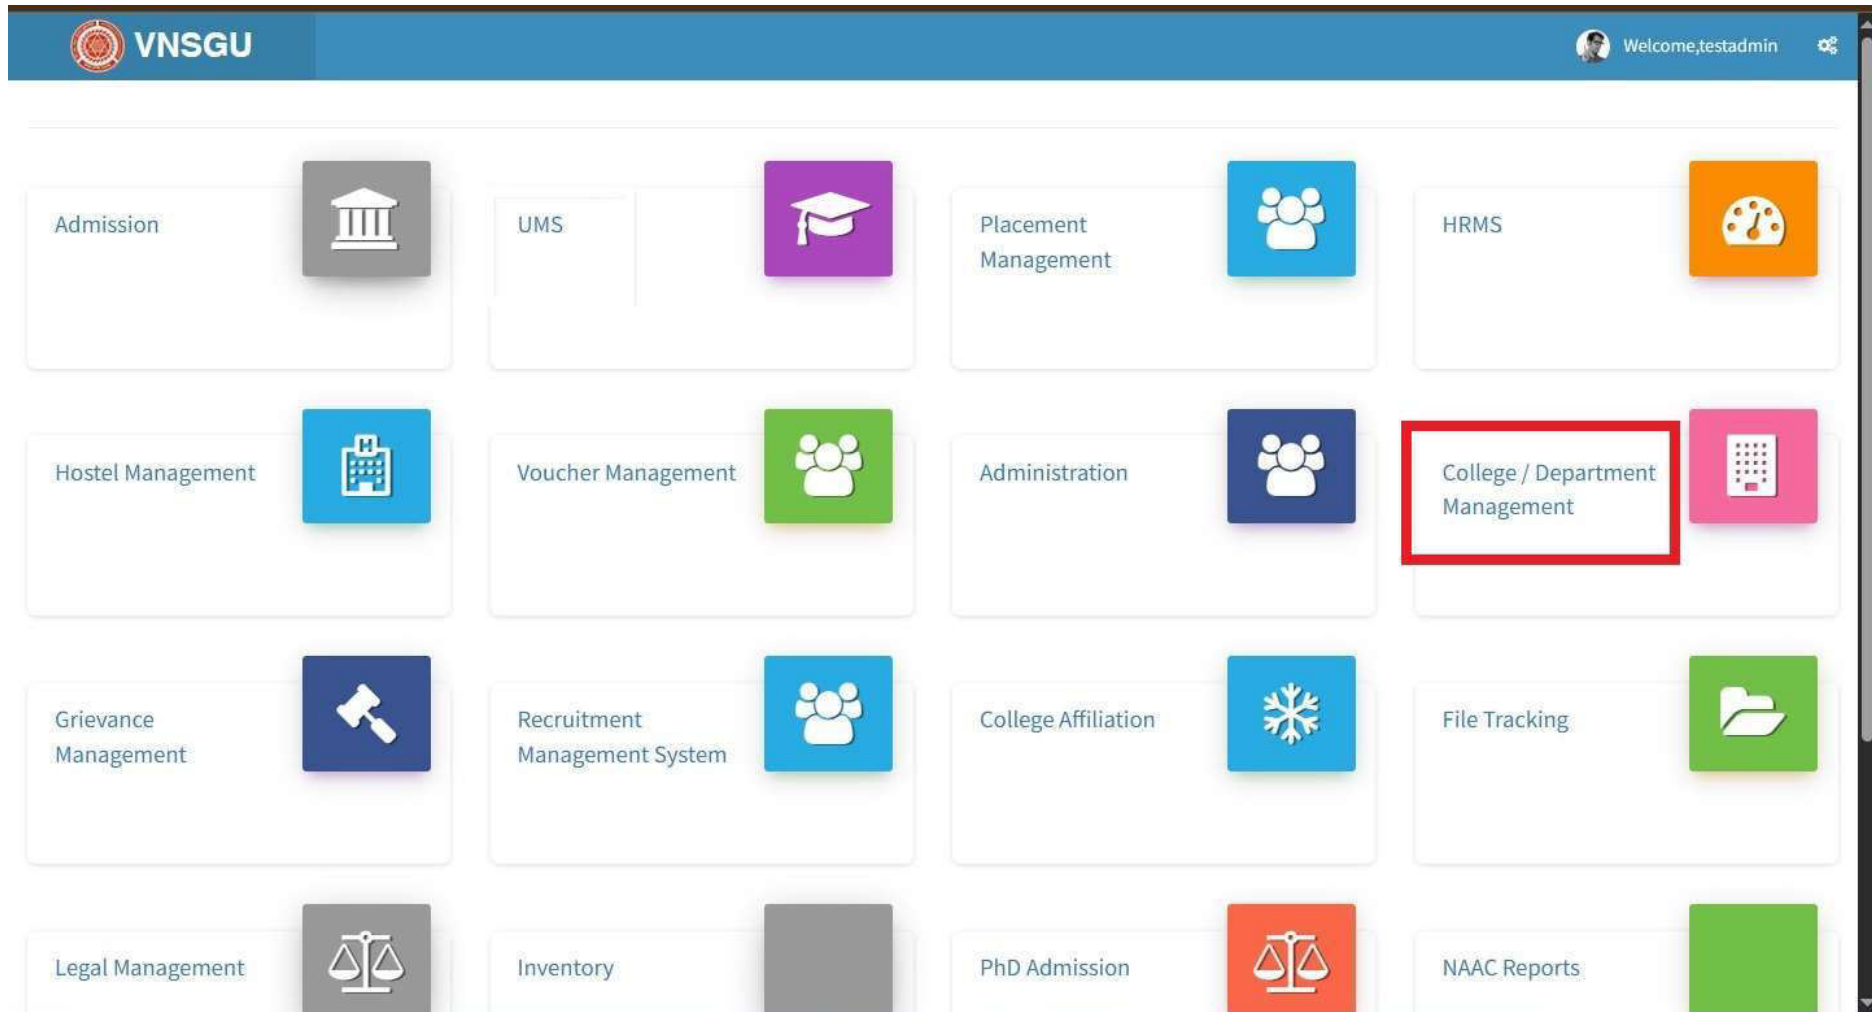 VNSGU
Welcome,testadmin
Admission
UMS
Placement
Management
HRMS
Hostel Management
Voucher Management
Administration
College / Department
Management
Grievance
Management
Recruitment
Management System
College Affiliation
File Tracking
Legal Management
Inventory
PhD Admission
NAAC Reports